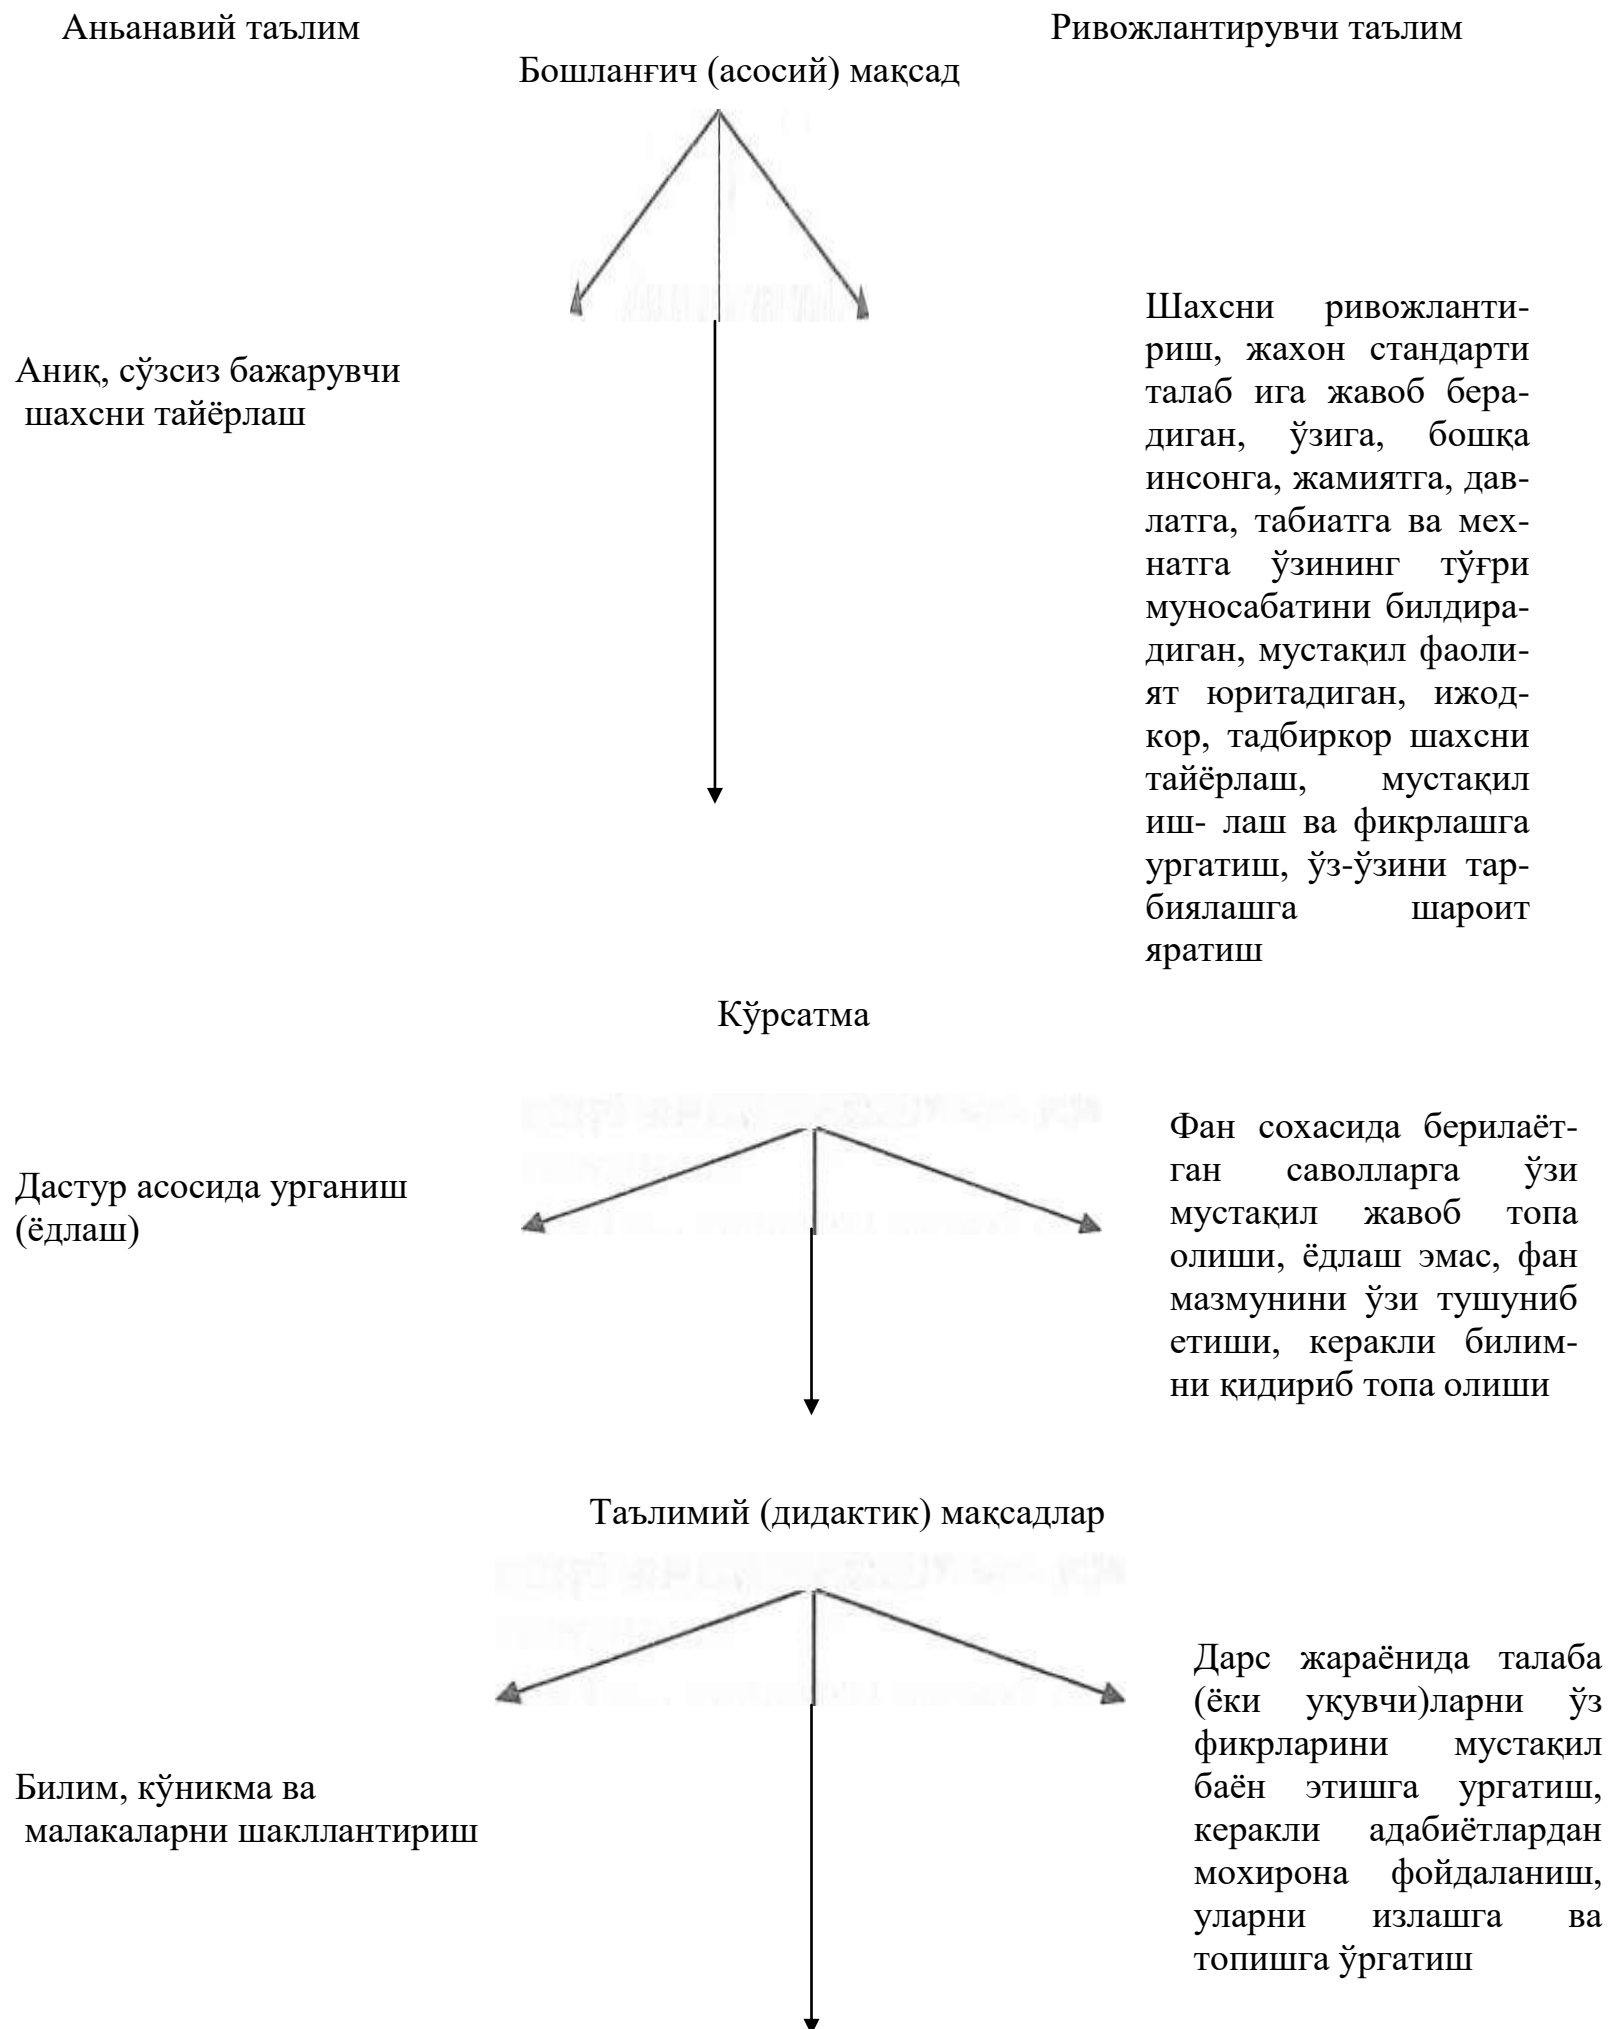 Аньанавий таълим
Ривожлантирувчи таълим
Бошланғич (асосий) мақсад
Аниқ, сўзсиз бажарувчи
шахсни тайёрлаш
Шахсни ривожланти-
риш, жахон стандарти
талаб ига жавоб бера-
диган, ўзига, бошқа
инсонга, жамиятга, дав-
латга, табиатга ва мех-
натга ўзининг тўғри
муносабатини билдира-
диган, мустақил фаоли-
ят юритадиган, ижод-
кор, тадбиркор шахсни
тайёрлаш, мустақил
иш- лаш ва фикрлашга
ургатиш, ўз-ўзини тар-
биялашга шароит
яратиш
Кўрсатма
Дастур асосида урганиш
(ёдлаш)
Фан сохасида берилаёт-
ган саволларга ўзи
мустақил жавоб топа
олиши, ёдлаш эмас, фан
мазмунини ўзи тушуниб
етиши, керакли билим-
ни қидириб топа олиши
Таълимий (дидактик) мақсадлар
Билим, кўникма ва
малакаларни шакллантириш
Дарс жараёнида талаба
(ёки уқувчи)ларни ўз
фикрларини мустақил
баён этишга ургатиш,
керакли адабиётлардан
мохирона фойдаланиш,
уларни излашга ва
топишга ўргатиш